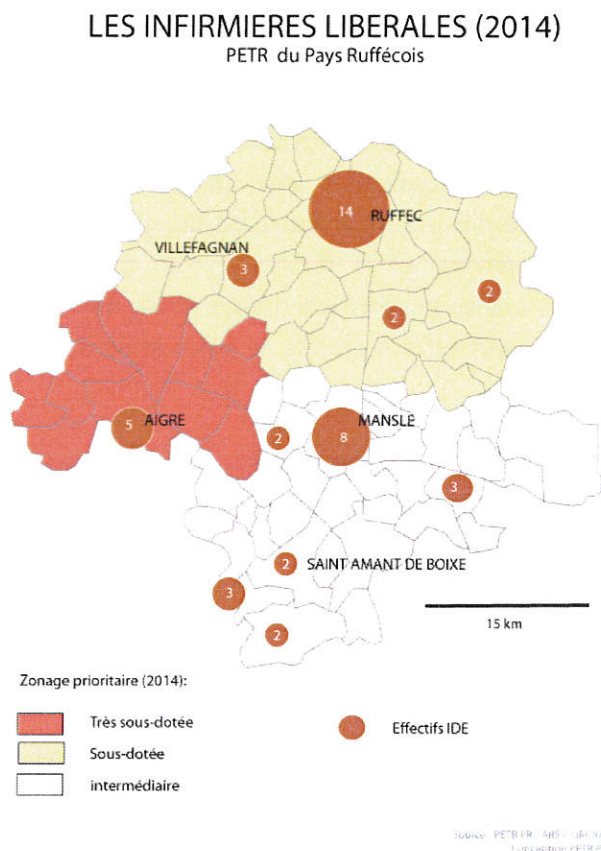 LES INFIRMIERES LIBERALES (2014)
PETR du Pays Rufféçois
14
RUFFEC
VILLEFAGNAN
3
2
2
5
AIGRE
2
8
MANSLE
3
2
SAINT AMANT DE BOIXE
3
2
15 km
Zonage prioritaire (2014):
Très sous-dotée
Sous-dotée
intermédiaire
Effectifs IDE